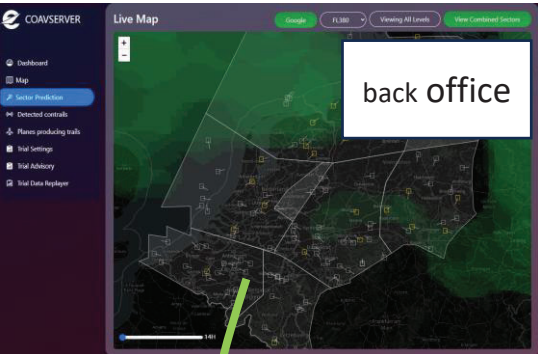 COAVSERVER
Live Map
Google
FL380
Viewing All Levels
View Combined Sectors
+
−
back office
Dashboard
Map
Sector Prediction
Detected contrails
Planes producing trails
Trial Settings
Trial Advisory
Trial Data Replayer
14H